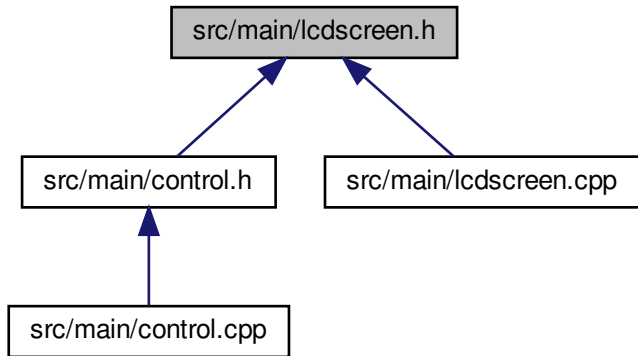 src/main/lcdscreen.h
src/main/control.h
src/main/lcdscreen.cpp
src/main/control.cpp